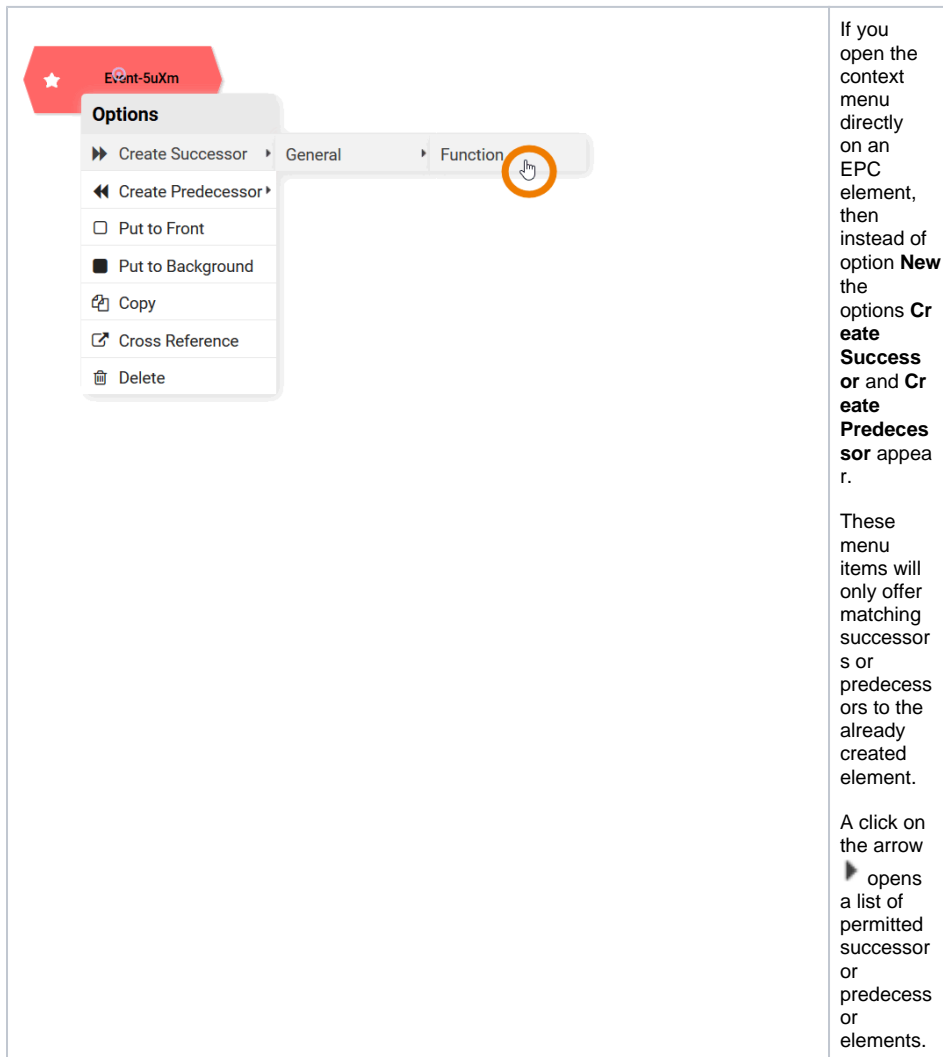 Event-5uXm
Options
Create Successor
General
Function
Create Predecessor
Put to Front
Put to Background
Copy
Cross Reference
Delete
If you
open the
context
menu
directly
on an
EPC
element,
then
instead of
option New
the
options Cr
eate
Success
or and Cr
eate
Predeces
sor appea
r.
These
menu
items will
only offer
matching
successor
s or
predecess
ors to the
already
created
element.
A click on
the arrow
opens
a list of
permitted
successor
or
predecess
or
elements.